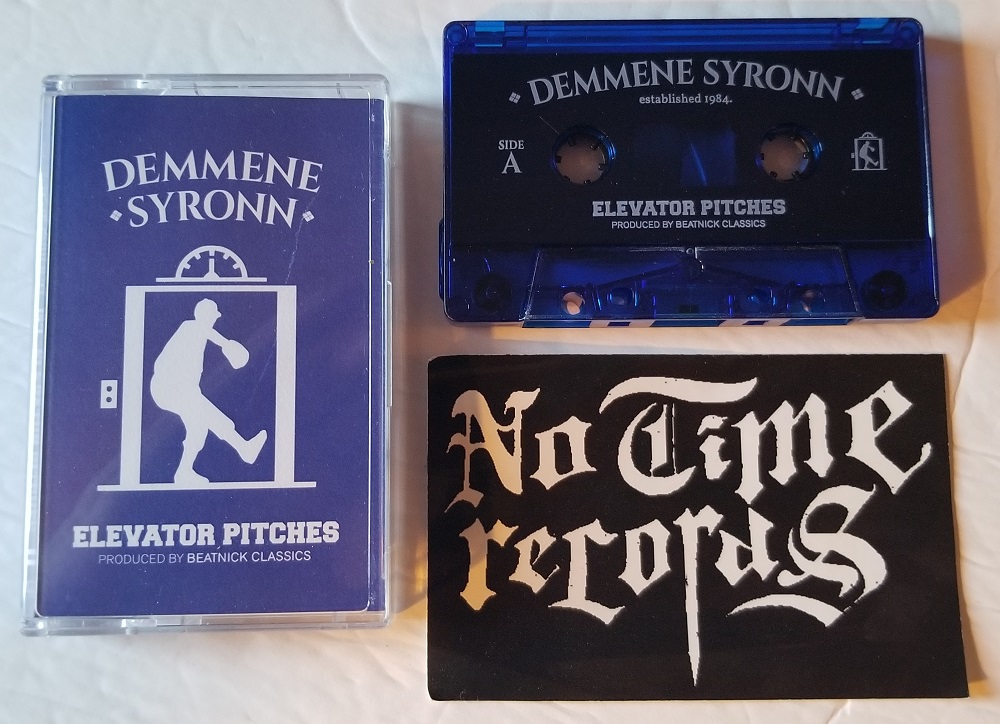 DEMMENE
SYRONN
ELEVATOR PITCHES
PRODUCED BY BEATNICK CLASSICS
DEMMENE SYRONN
established 1984.
SIDE
A
ELEVATOR PITCHES
PRODUCED BY BEATNICK CLASSICS
No Time
records